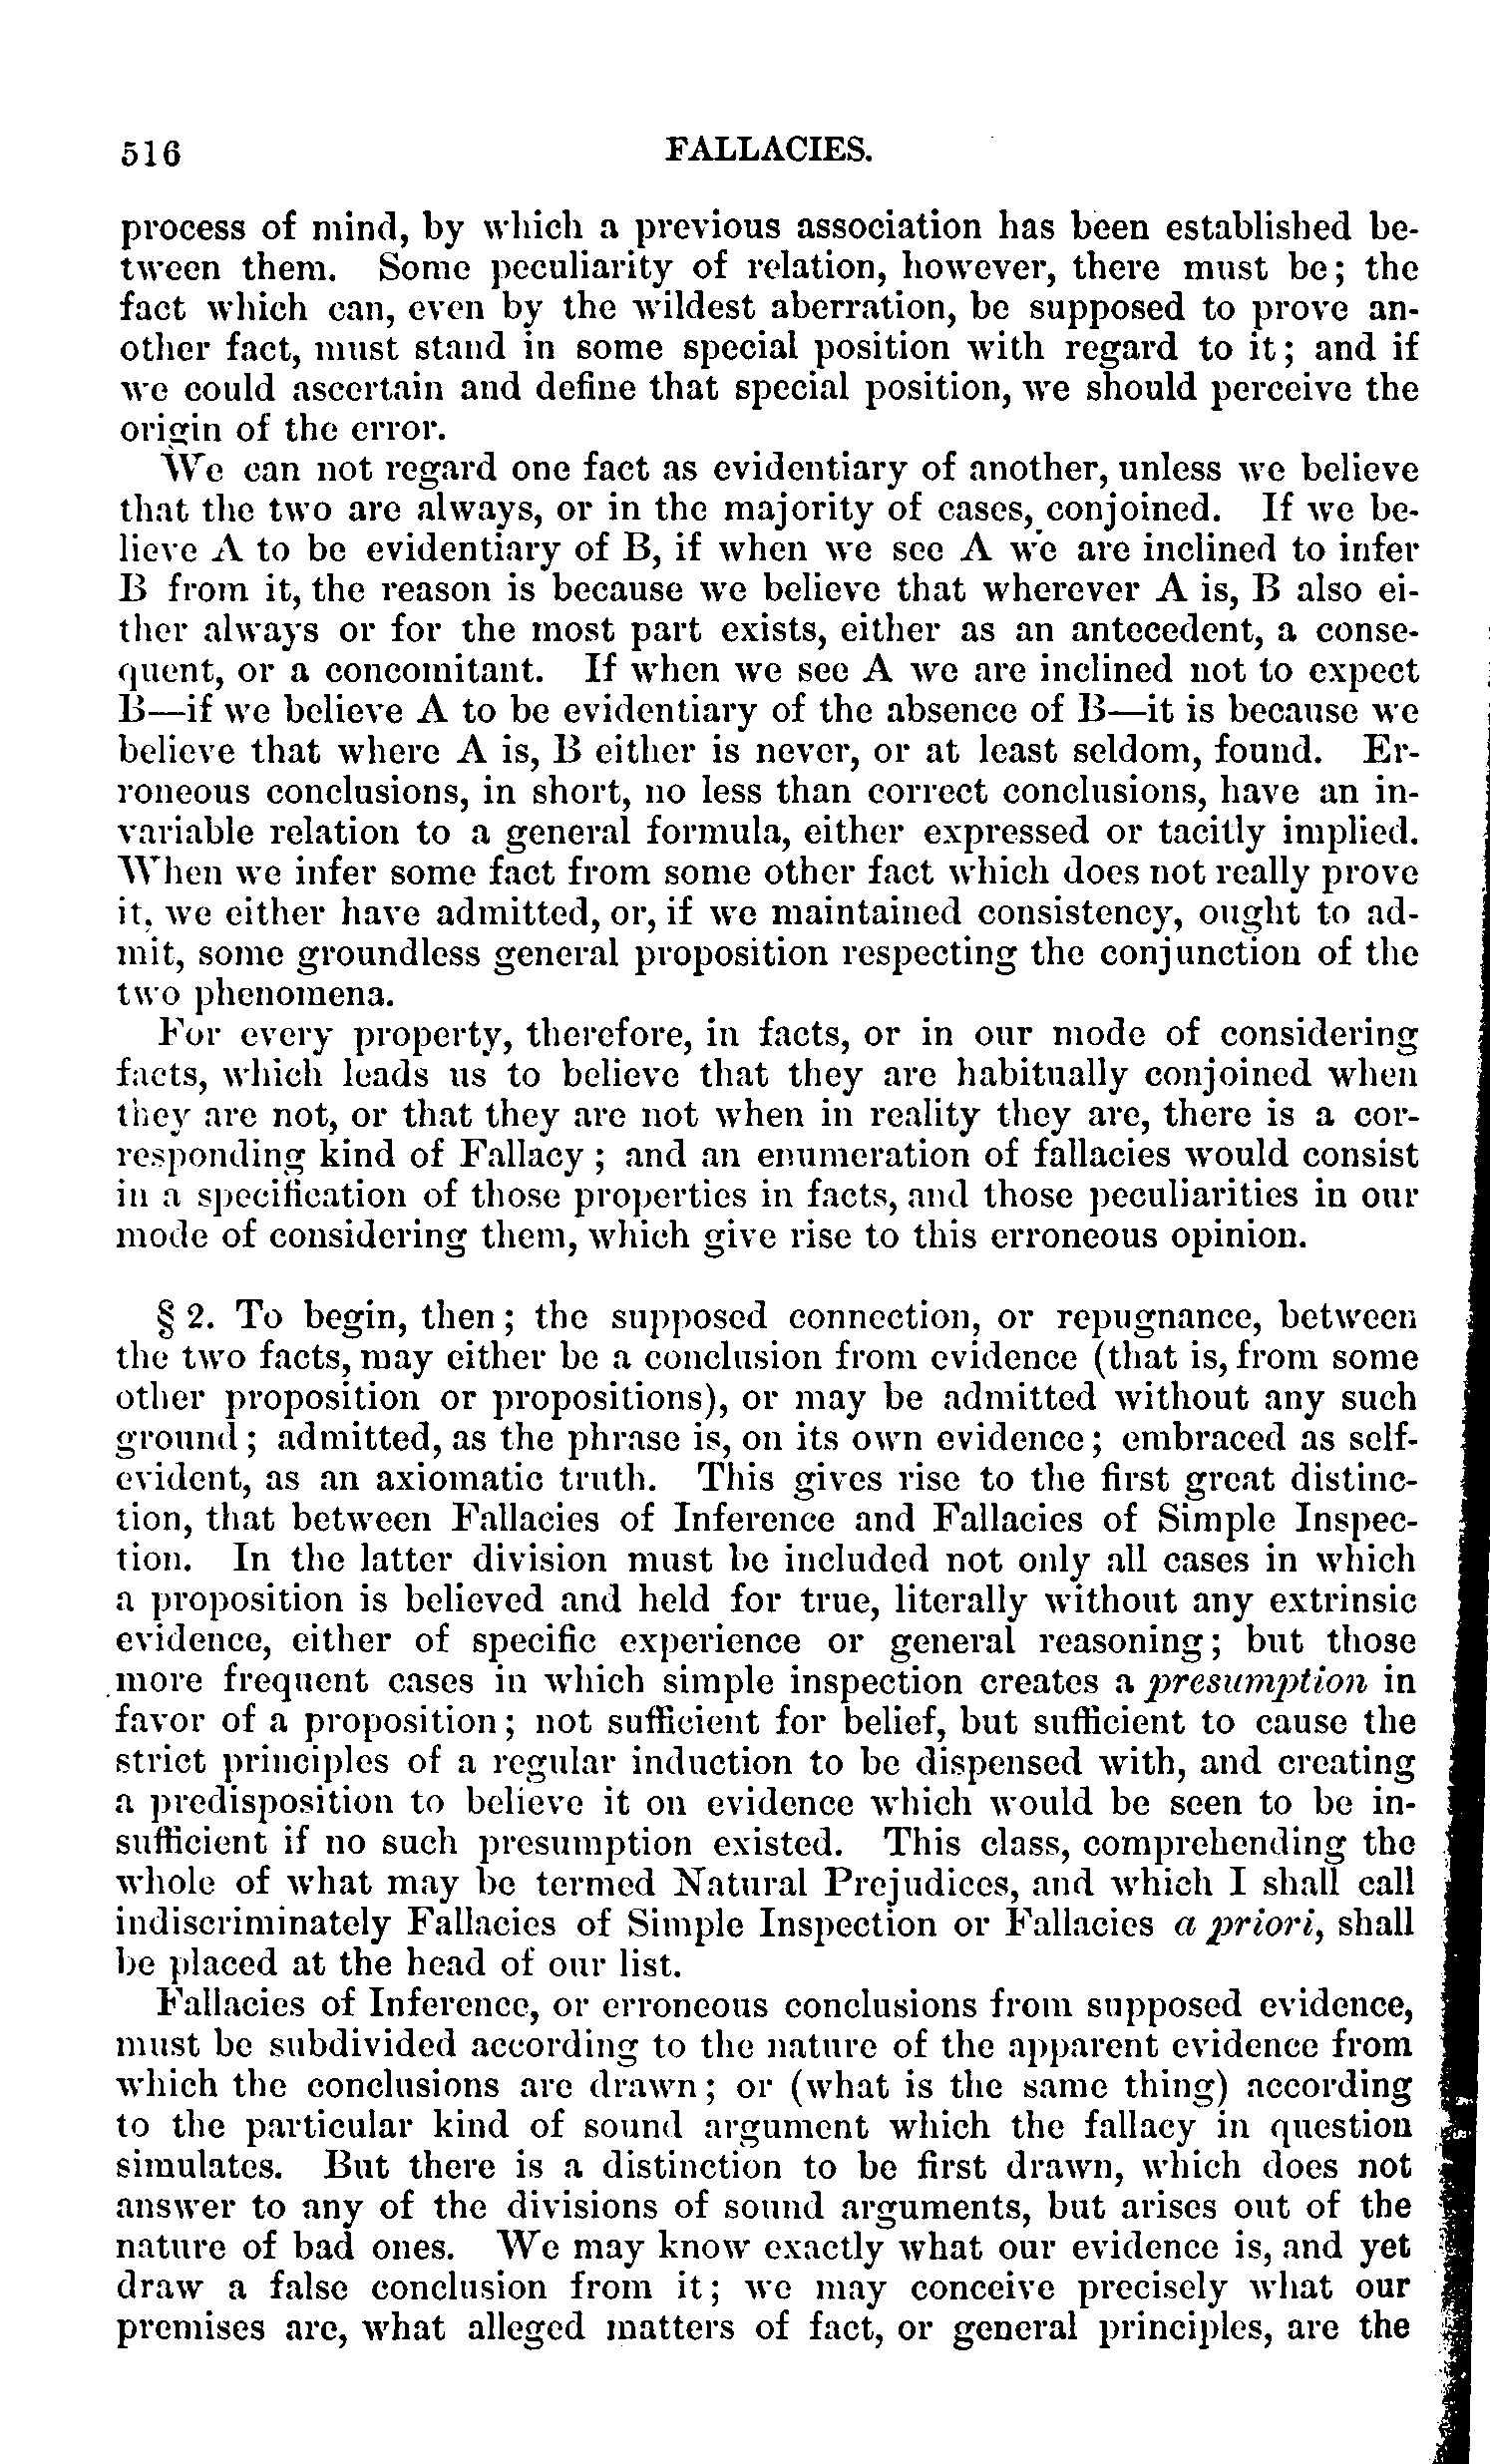 516 FALLACIES.
process of mind, by which a previous association has been established be-
tween them. Some peculiarity of relation, however, there must be; the
fact which can, even by the wildest aberration, be supposed to prove an-
other fact, must stand in some special position with regard to it; and if
we could ascertain and define that special position, we should perceive the
origin of the error.
We can not regard one fact as evidentiary of another, unless we believe
that the two are always, or in the majority of cases, conjoined. If we be-
lieve A to be evidentiary of B, if when we see A we are inclined to infer
B from it, the reason is because we believe that wherever A is, B also ei-
ther always or for the most part exists, either as an antecedent, a conse-
quent, or a concomitant. If when we see A we are inclined not to expect
B—if we believe A to be evidentiary of the absence of B—it is because we
believe that where A is, B either is never, or at least seldom, found. Er-
roneous conclusions, in short, no less than correct conclusions, have an in-
variable relation to a general formula, either expressed or tacitly implied.
When we infer some fact from some other fact which does not really prove
it, we either have admitted, or, if we maintained consistency, ought to ad-
mit, some groundless general proposition respecting the conjunction of the
two phenomena.
For every property, therefore, in facts, or in our mode of considering
facts, which leads us to believe that they are habitually conjoined when
they are not, or that they are not when in reality they are, there is a cor-
responding kind of Fallacy; and an enumeration of fallacies would consist
in a specification of those properties in facts, and those peculiarities in our
mode of considering them, which give rise to this erroneous opinion.
§ 2. To begin, then; the supposed connection, or repugnance, between
the two facts, may either be a conclusion from evidence (that is, from some
other proposition or propositions), or may be admitted without any such
ground; admitted, as the phrase is, on its own evidence; embraced as self-
evident, as an axiomatic truth. This gives rise to the first great distinc-
tion, that between Fallacies of Inference and Fallacies of Simple Inspec-
tion. In the latter division must be included not only all cases in which
a proposition is believed and held for true, literally without any extrinsic
evidence, either of specific experience or general reasoning; but those
more frequent cases in which simple inspection creates a presumption in
favor of a proposition; not sufficient for belief, but sufficient to cause the
strict principles of a regular induction to be dispensed with, and creating
a predisposition to believe it on evidence which would be seen to be in-
sufficient if no such presumption existed. This class, comprehending the
whole of what may be termed Natural Prejudices, and which I shall call
indiscriminately Fallacies of Simple Inspection or Fallacies a priori, shall
be placed at the head of our list.
Fallacies of Inference, or erroneous conclusions from supposed evidence,
must be subdivided according to the nature of the apparent evidence from
which the conclusions are drawn; or (what is the same thing) according
to the particular kind of sound argument which the fallacy in question
simulates. But there is a distinction to be first drawn, which does not
answer to any of the divisions of sound arguments, but arises out of the
nature of bad ones. We may know exactly what our evidence is, and yet
draw a false conclusion from it; we may conceive precisely what our
premises are, what alleged matters of fact, or general principles, are the